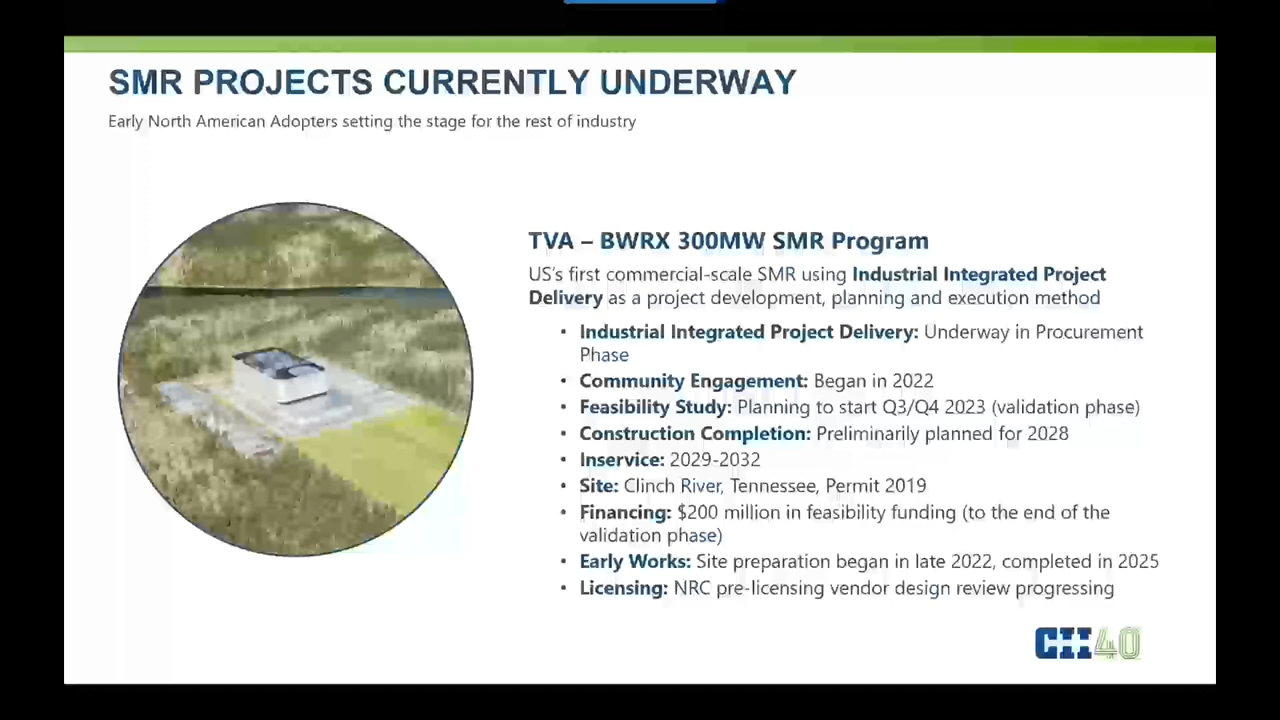 SMR PROJECTS CURRENTLY UNDERWAY
Early North American Adopters setting the stage for the rest of industry
TVA – BWRX 300MW SMR Program
US's first commercial-scale SMR using Industrial Integrated Project
Delivery as a project development, planning and execution method
• Industrial Integrated Project Delivery: Underway in Procurement
Phase
• Community Engagement: Began in 2022
• Feasibility Study: Planning to start Q3/Q4 2023 (validation phase)
• Construction Completion: Preliminarily planned for 2028
• Inservice: 2029-2032
• Site: Clinch River, Tennessee, Permit 2019
• Financing: $200 million in feasibility funding (to the end of the
validation phase)
• Early Works: Site preparation began in late 2022, completed in 2025
• Licensing: NRC pre-licensing vendor design review progressing
CII40